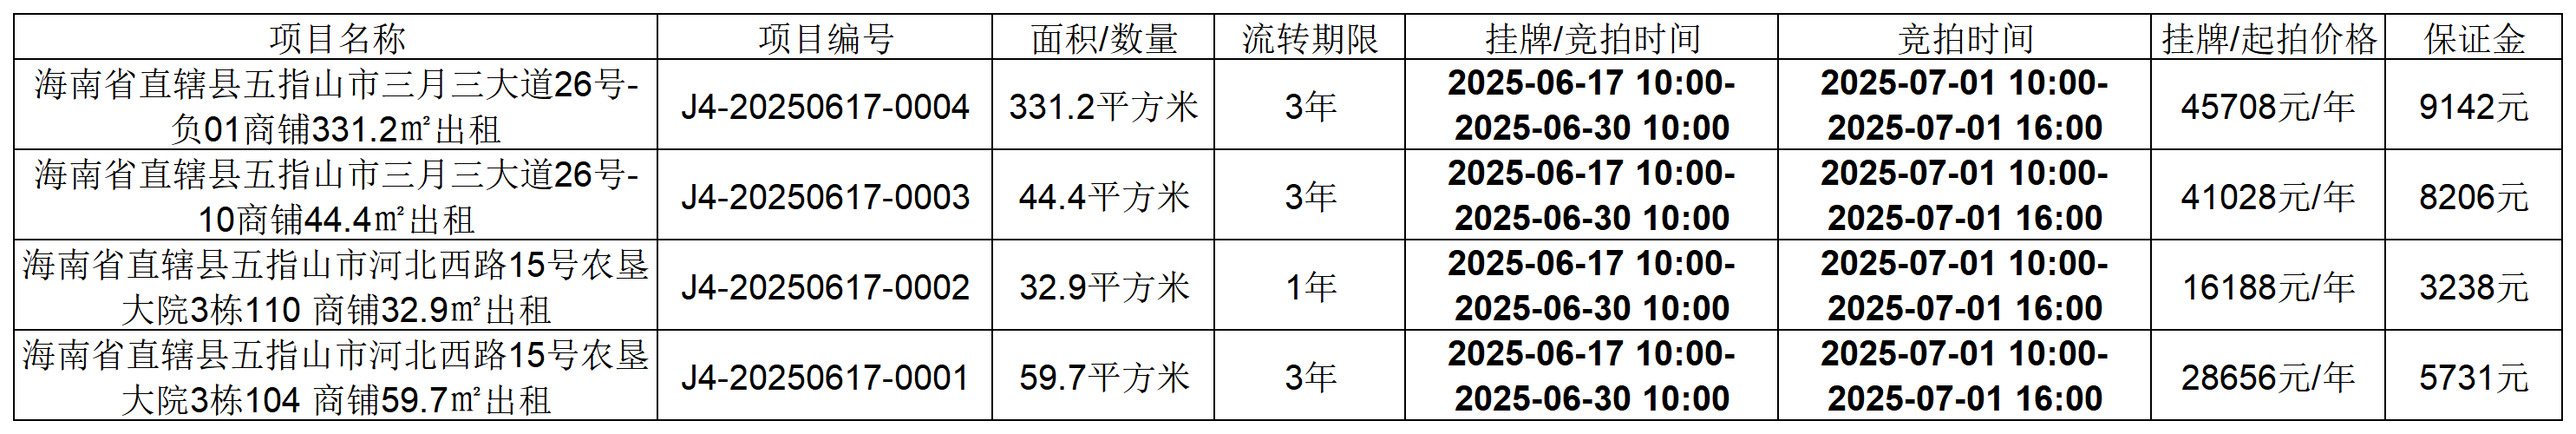 项目名称 项目编号 面积/数量 流转期限 挂牌/竞拍时间 竞拍时间 挂牌/起拍价格 保证金
海南省直辖县五指山市三月三大道26号-
负01商铺331.2㎡出租
J4-20250617-0004
331.2平方米
3年
2025-06-17 10:00-
2025-06-30 10:00
2025-07-01 10:00-
2025-07-01 16:00
45708元/年
9142元
海南省直辖县五指山市三月三大道26号-
10商铺44.4㎡出租
J4-20250617-0003
44.4平方米
3年
2025-06-17 10:00-
2025-06-30 10:00
2025-07-01 10:00-
2025-07-01 16:00
41028元/年
8206元
海南省直辖县五指山市河北西路15号农垦
大院3栋110 商铺32.9㎡出租
J4-20250617-0002
32.9平方米
1年
2025-06-17 10:00-
2025-06-30 10:00
2025-07-01 10:00-
2025-07-01 16:00
16188元/年
3238元
海南省直辖县五指山市河北西路15号农垦
大院3栋104 商铺59.7㎡出租
J4-20250617-0001
59.7平方米
3年
2025-06-17 10:00-
2025-06-30 10:00
2025-07-01 10:00-
2025-07-01 16:00
28656元/年
5731元